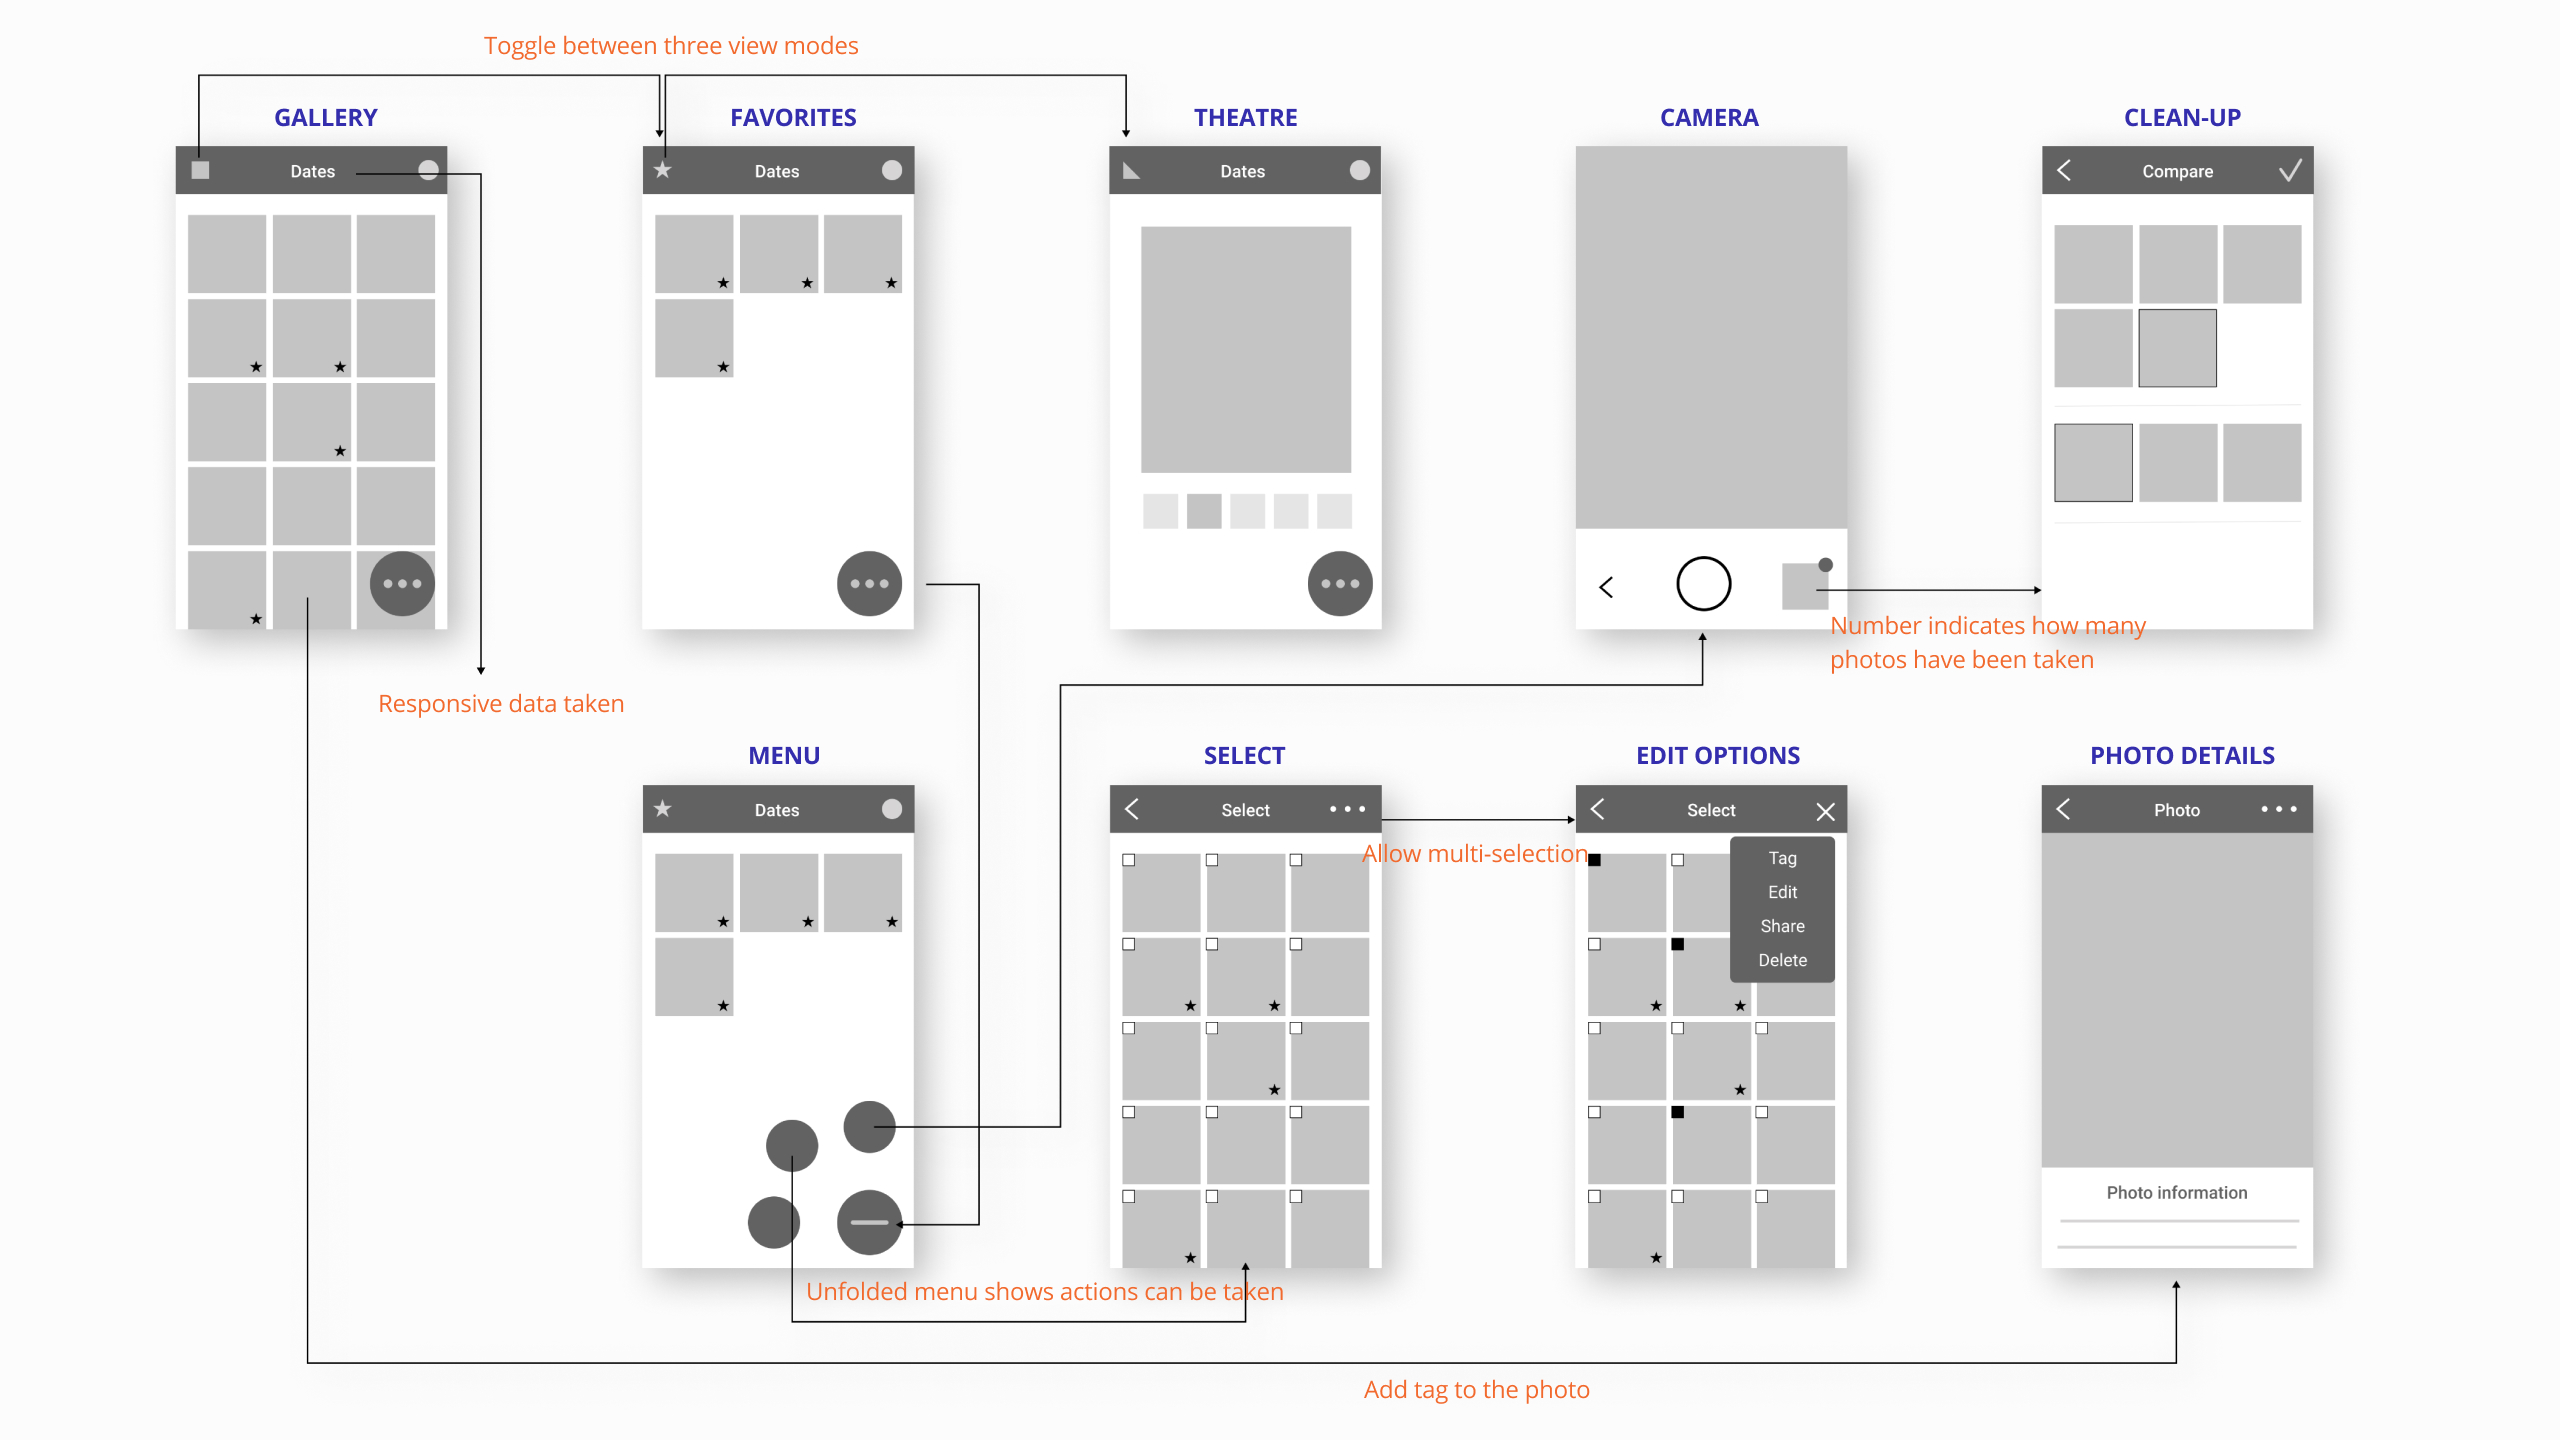 Toggle between three view modes
GALLERY
FAVORITES
THEATRE
CAMERA
CLEAN-UP
Dates
Dates
Dates
Compare
Number indicates how many
photos have been taken
Responsive data taken
MENU
SELECT
EDIT OPTIONS
PHOTO DETAILS
Dates
Select
Select
Photo
Allow multi-selection
Tag
Edit
Share
Delete
Photo information
Unfolded menu shows actions can be taken
Add tag to the photo